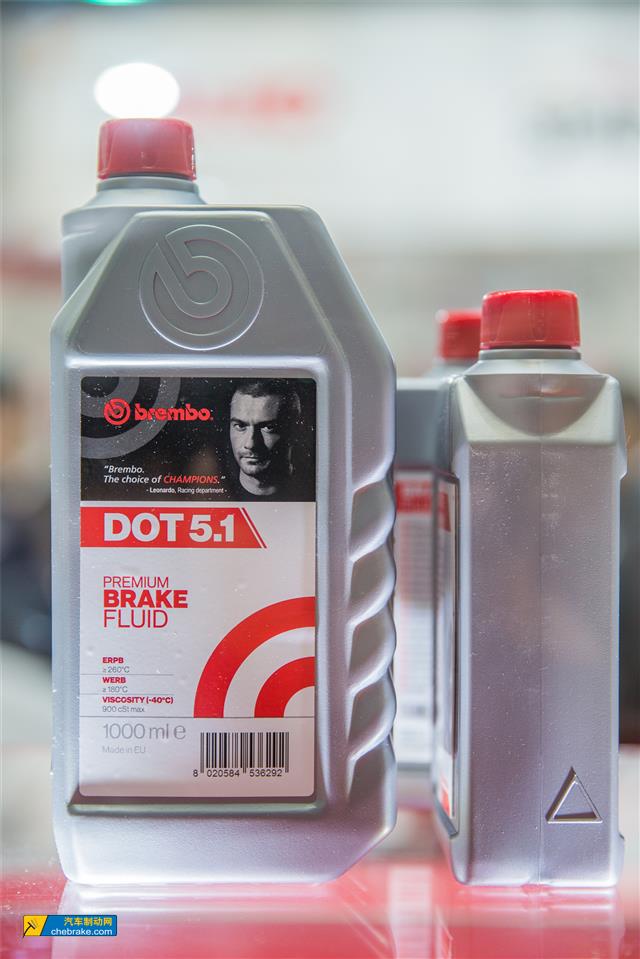 brembo
"Brembo.
The choice of CHAMPIONS."
- Leonardo, Racing department -
DOT 5.1
PREMIUM
BRAKE
FLUID
ERPB
≥ 260°C
WERB
≥ 180°C
VISCOSITY (-40°C)
900 cSt max
1000 ml e
Made in EU
8 020584 536292
汽车制动网
chebrake.com